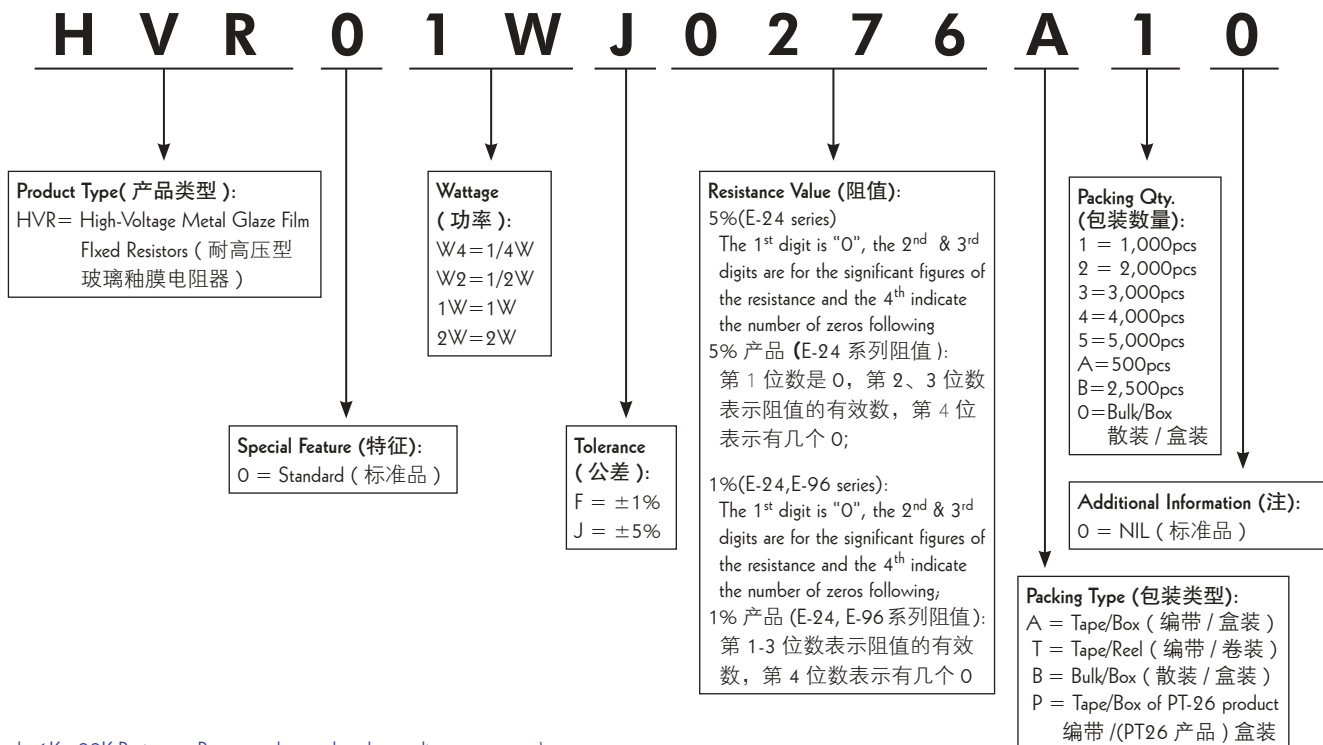 HVR01WJ0276A10
Product Type( 产品类型 ):
HVR= High-Voltage Metal Glaze Film
FIxed Resistors ( 耐高压型
玻璃釉膜电阻器 )
Special Feature (特征):
0 = Standard ( 标准品 )
Wattage
( 功率 ):
W4=1/4W
W2=1/2W
1W=1W
2W=2W
Tolerance
( 公差 ):
F = ±1%
J = ±5%
Resistance Value (阻值):
5%(E-24 series)
The 1st digit is “0”, the 2nd & 3rd
digits are for the significant figures of
the resistance and the 4th indicate
the number of zeros following
5% 产品 (E-24 系列阻值 ):
第 1 位数是 0，第 2、3 位数
表示阻值的有效数，第 4 位
表示有几个 0;
1%(E-24,E-96 series):
The 1st digit is “0”, the 2nd & 3rd
digits are for the significant figures of
the resistance and the 4th indicate
the number of zeros following;
1% 产品 (E-24, E-96 系列阻值):
第 1-3 位数表示阻值的有效
数，第 4 位数表示有几个 0
Packing Qty.
(包装数量):
1 = 1,000pcs
2 = 2,000pcs
3=3,000pcs
4=4,000pcs
5=5,000pcs
A=500pcs
B=2,500pcs
0=Bulk/Box
散装 / 盒装
Additional Information (注):
0 = NIL ( 标准品 )
Packing Type (包装类型):
A = Tape/Box ( 编带 / 盒装 )
T = Tape/Reel ( 编带 / 卷装 )
B = Bulk/Box ( 散装 / 盒装 )
P = Tape/Box of PT-26 product
编带 /(PT26 产品 ) 盒装